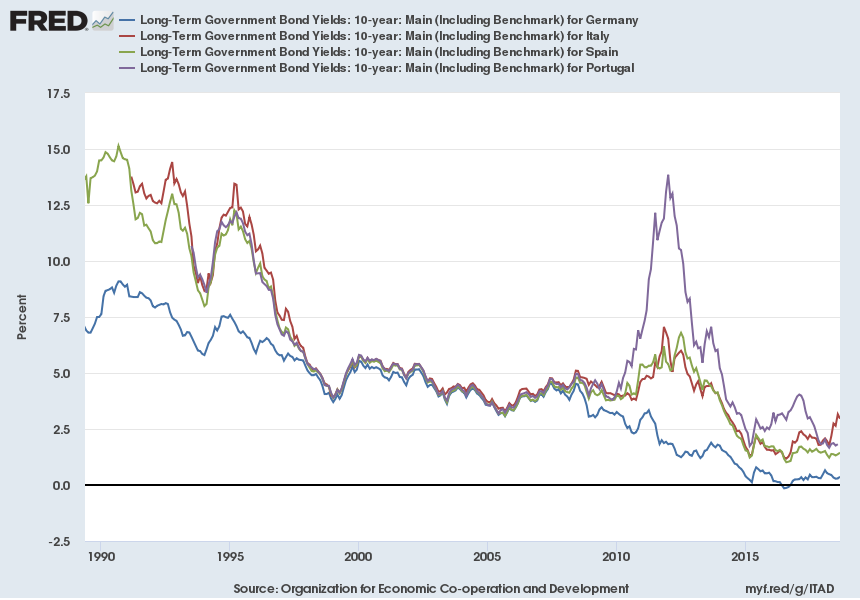 FRED
Long-Term Government Bond Yields: 10-year: Main (Including Benchmark) for Germany
Long-Term Government Bond Yields: 10-year: Main (Including Benchmark) for Italy
Long-Term Government Bond Yields: 10-year: Main (Including Benchmark) for Spain
Long-Term Government Bond Yields: 10-year: Main (Including Benchmark) for Portugal
17.5
15.0
12.5
10.0
7.5
5.0
2.5
0.0
-2.5
Percent
1990 1995 2000 2005 2010 2015
Source: Organization for Economic Co-operation and Development
myf.red/g/ITAD